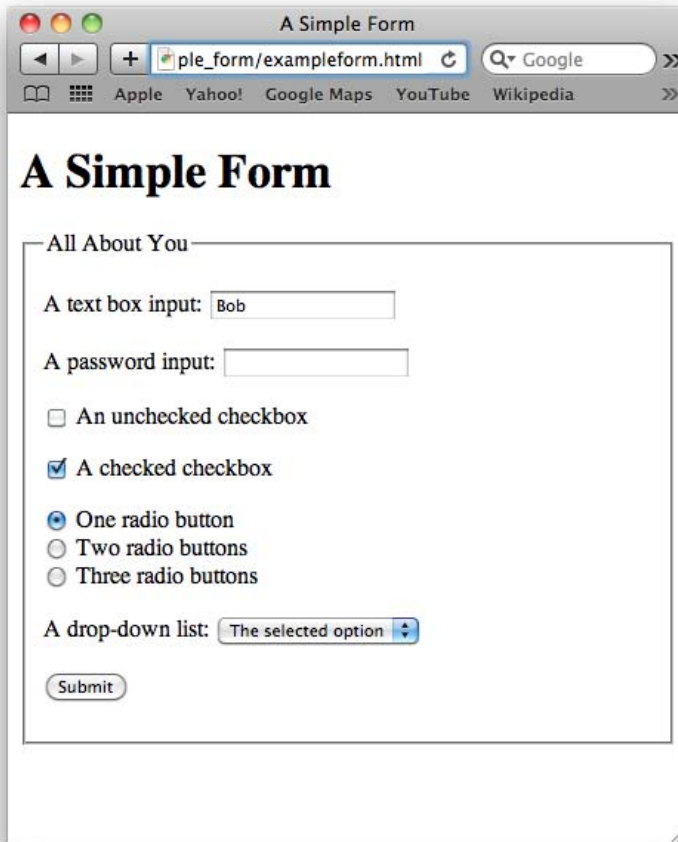 A Simple Form
ple_form/exampleform.html Google
Apple Yahoo! Google Maps YouTube Wikipedia
A Simple Form
All About You
A text box input: Bob
A password input:
An unchecked checkbox
A checked checkbox
One radio button
Two radio buttons
Three radio buttons
A drop-down list: The selected option
Submit